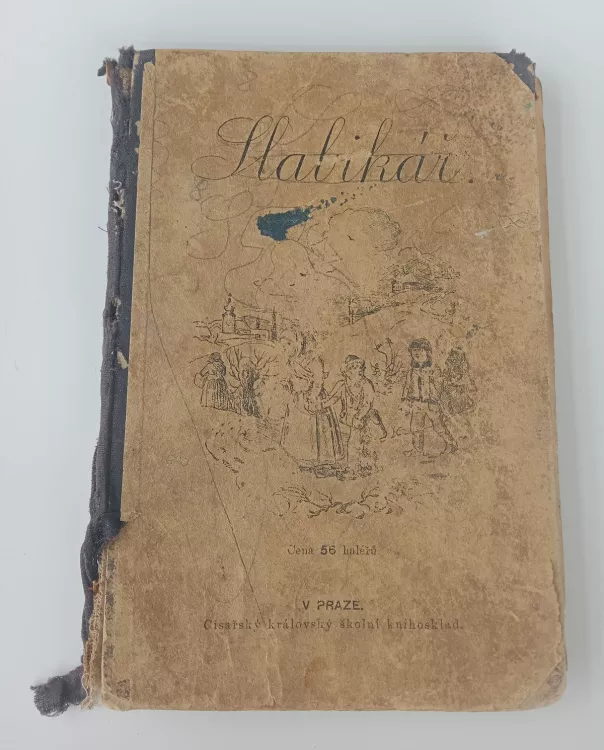 Slabikář.
Cena 56 haléřů
V PRAZE.
Císařský královský školní knihosklad.